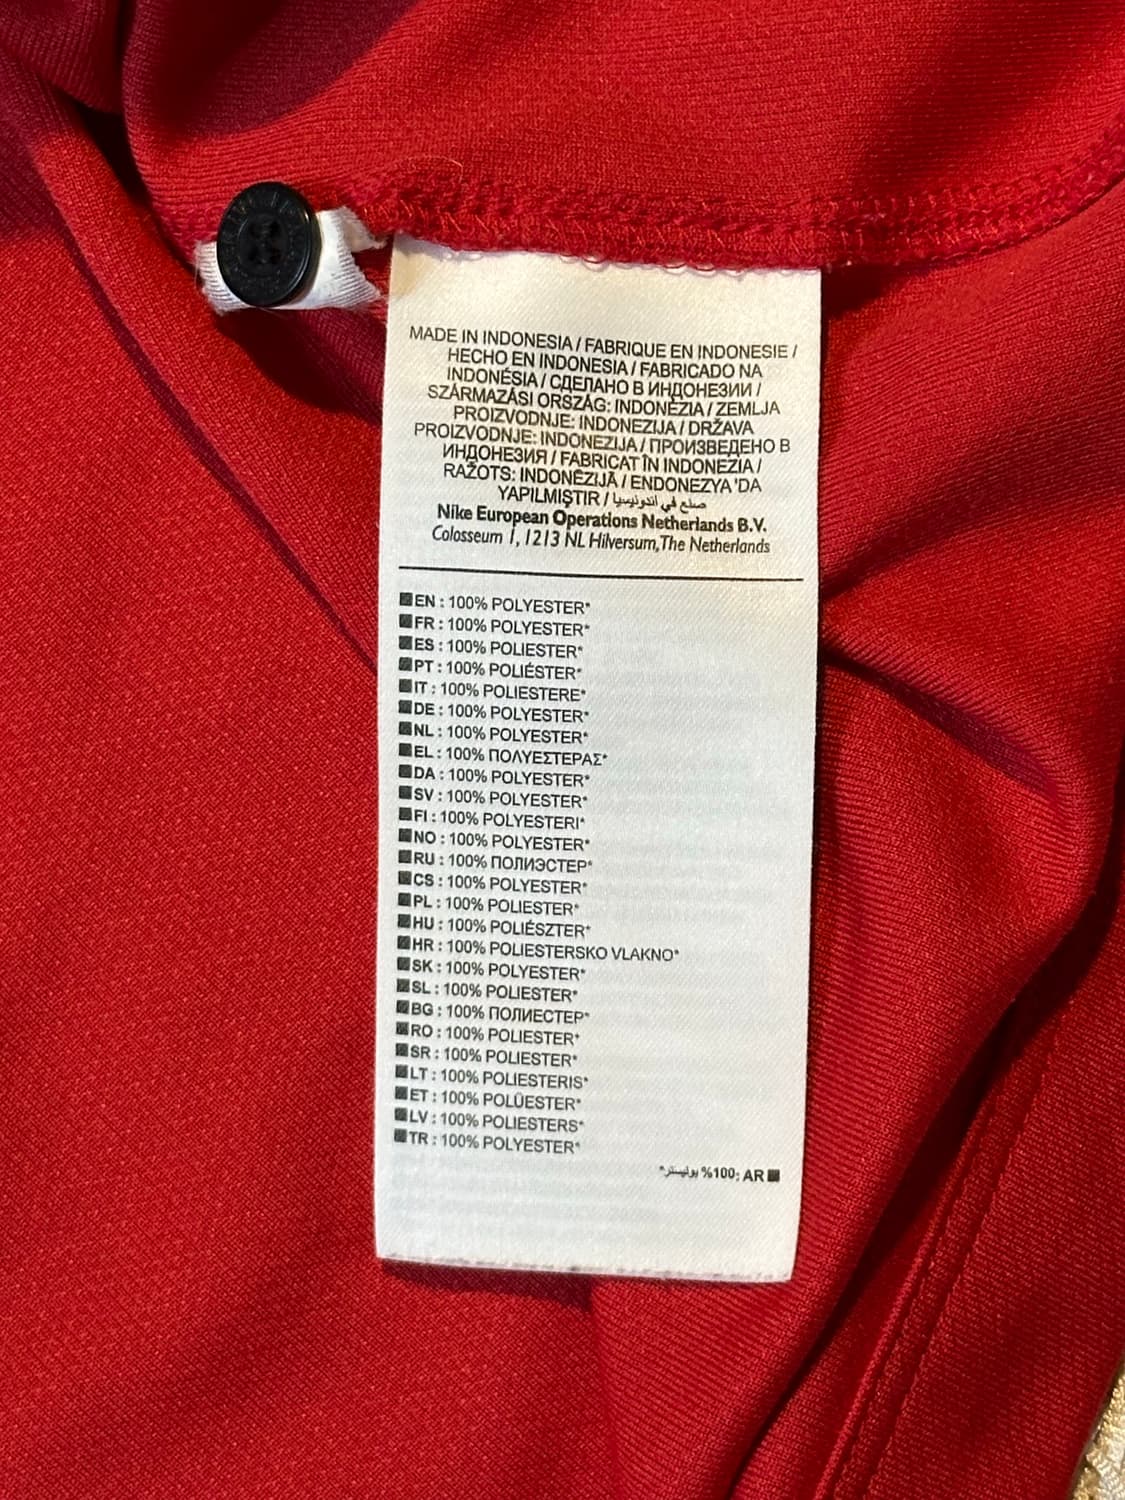 MADE IN INDONESIA / FABRIQUE EN INDONESIE /
HECHO EN INDONESIA / FABRICADO NA
INDONÉSIA / СДЕЛАНО В ИНДОНЕЗИИ /
SZÁRMAZÁSI ORSZÁG: INDONÉZIA / ZEMLJA
PROIZVODNJE: INDONEZIJA / DRŽAVA
PROIZVODNJE: INDONEZIJA / ПРОИЗВЕДЕНО В
ИНДОНЕЗИЯ / FABRICAT ÎN INDONEZIA /
RAŽOTS: INDONĒZIJĀ / ENDONEZYA 'DA
YAPILMIŞTIR / صنع في أندونيسيا
Nike European Operations Netherlands B.V.
Colosseum 1, 1213 NL Hilversum,The Netherlands
EN : 100% POLYESTER*
FR : 100% POLYESTER*
ES : 100% POLIESTER*
PT : 100% POLIÉSTER*
IT : 100% POLIESTERE*
DE : 100% POLYESTER*
NL : 100% POLYESTER*
EL : 100% ΠΟΛΥΕΣΤΕΡΑΣ*
DA : 100% POLYESTER*
SV : 100% POLYESTER*
FI : 100% POLYESTERI*
NO : 100% POLYESTER*
RU : 100% ПОЛИЭСТЕР*
CS : 100% POLYESTER*
PL : 100% POLIESTER*
HU : 100% POLIÉSZTER*
HR : 100% POLIESTERSKO VLAKNO*
SK : 100% POLYESTER*
SL : 100% POLIESTER*
BG : 100% ПОЛИЕСТЕР*
RO : 100% POLIESTER*
SR : 100% POLIESTER*
LT : 100% POLIESTERIS*
ET : 100% POLÜESTER*
LV : 100% POLIESTERS*
TR : 100% POLYESTER*
AR :100% بوليستر*